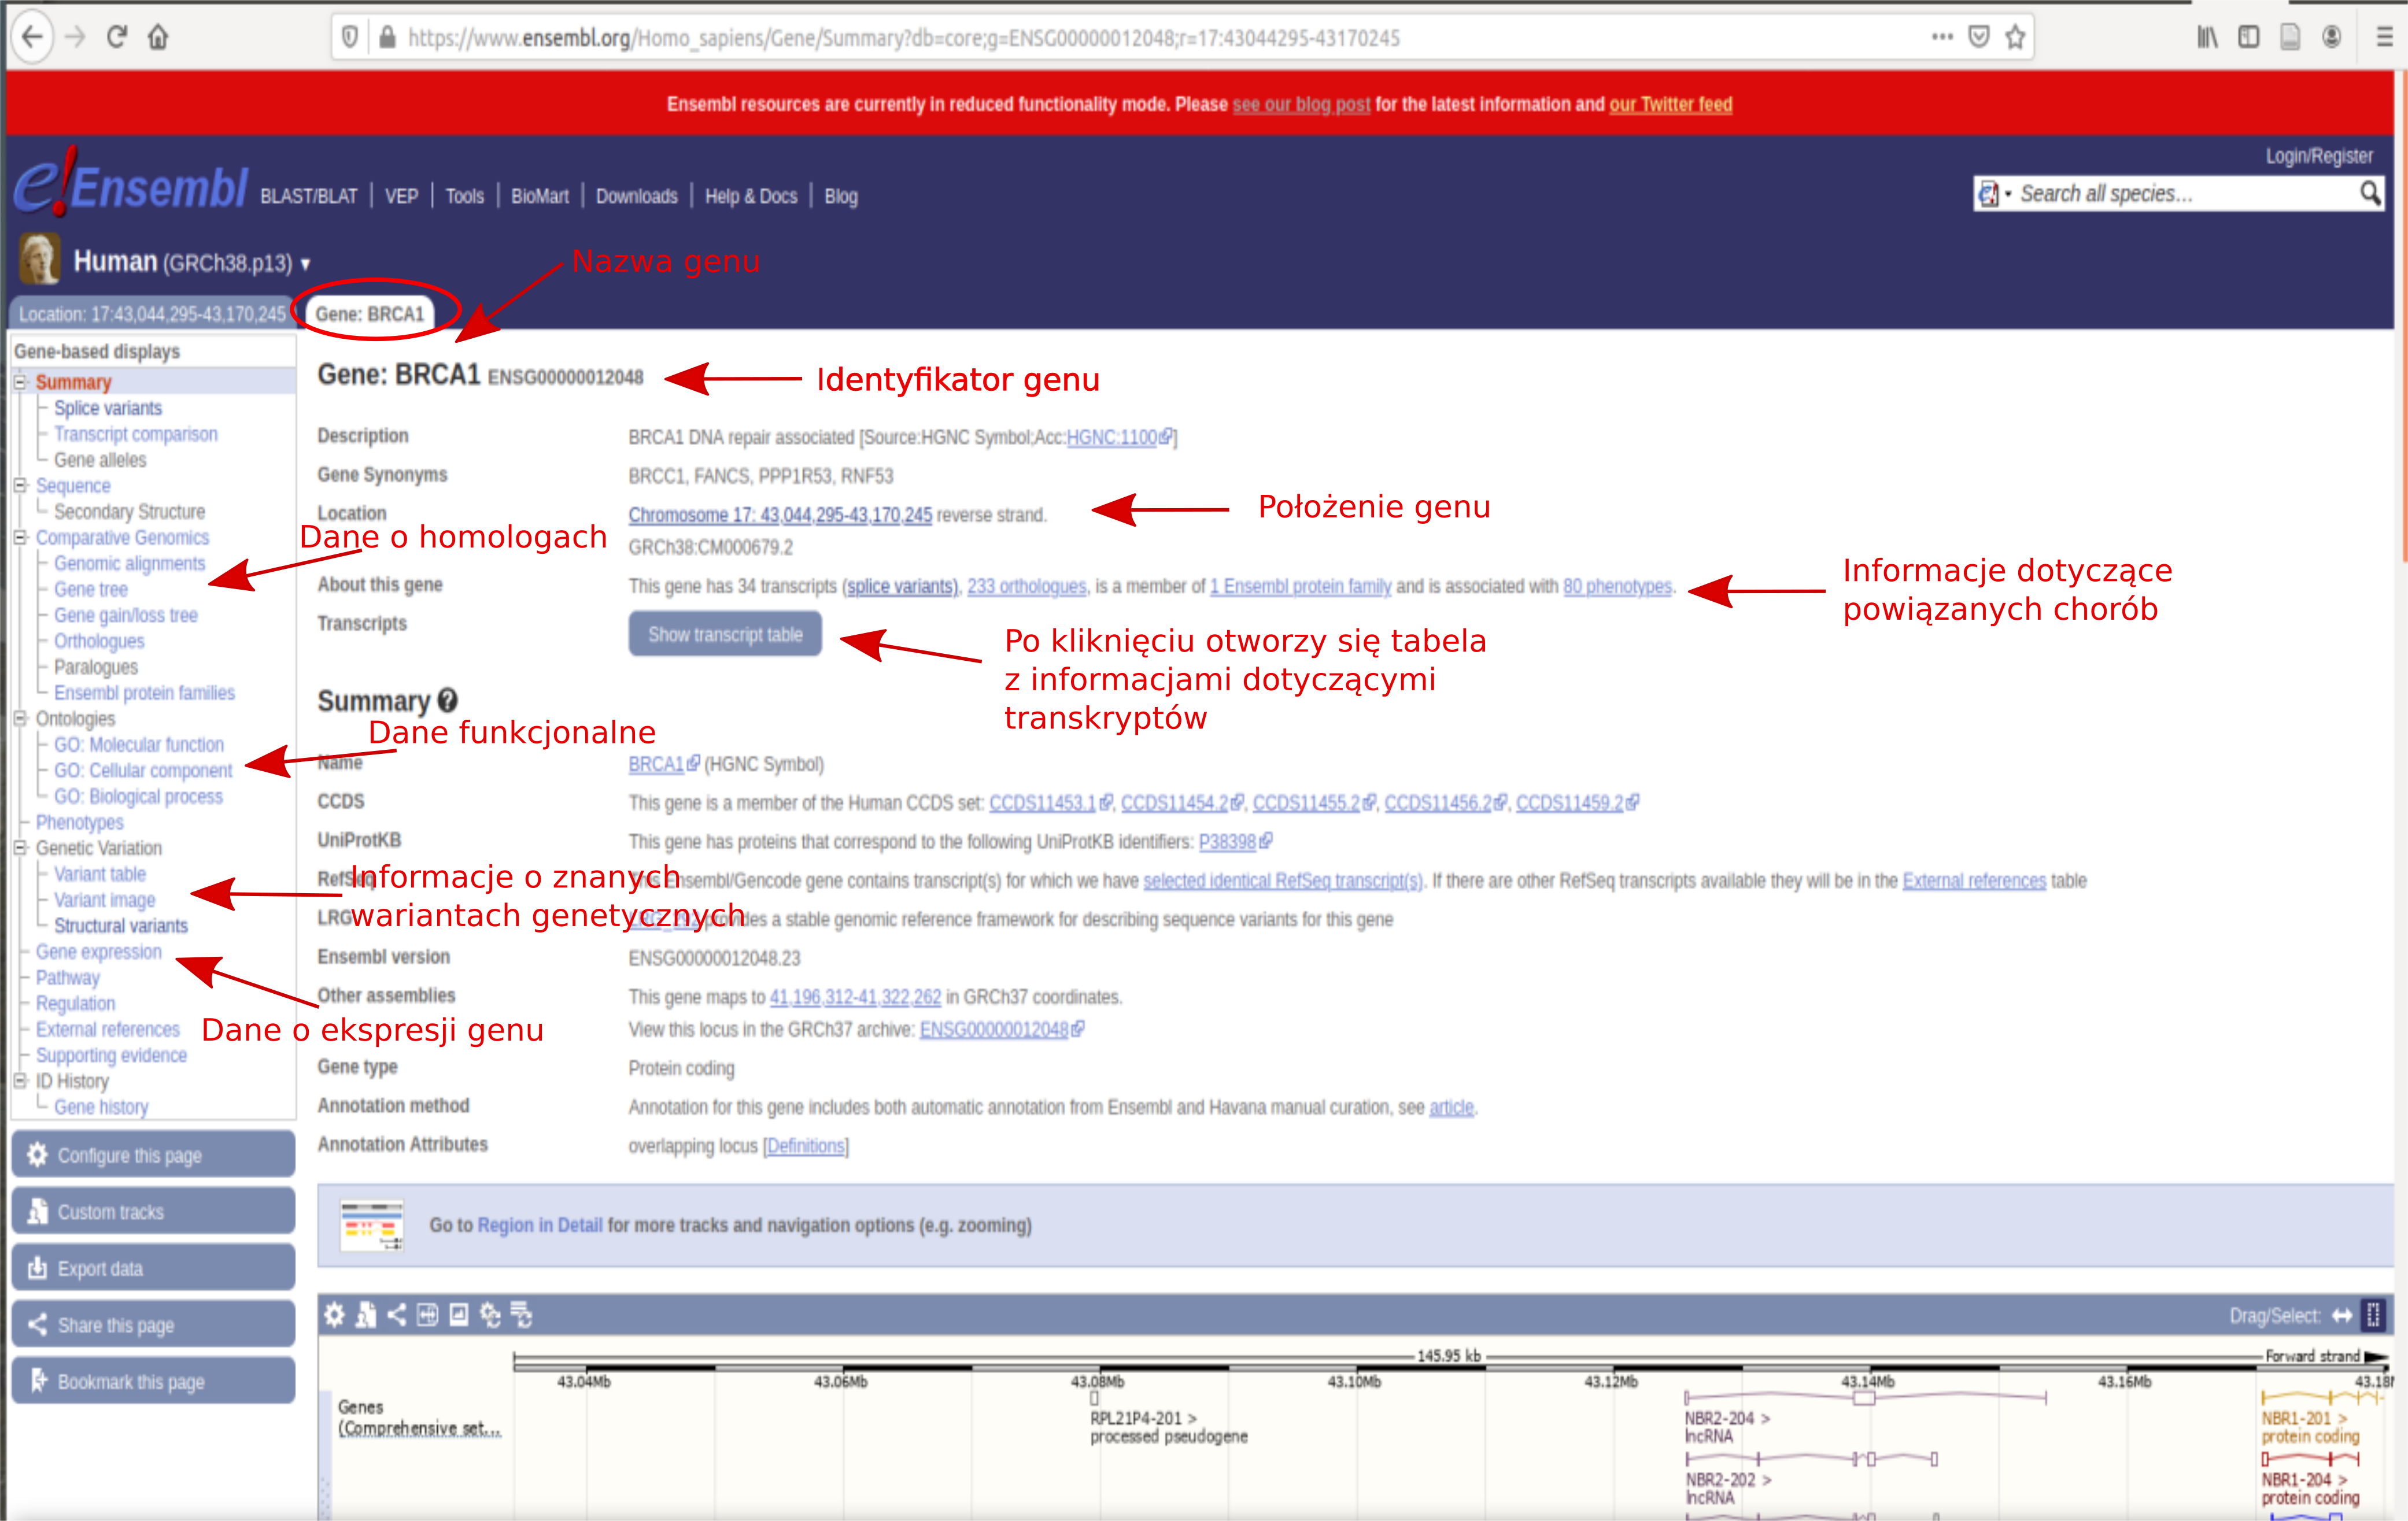 https://www.ensembl.org/Homo_sapiens/Gene/Summary?db=core;g=ENSG00000012048;r=17:43044295-43170245
Ensembl resources are currently in reduced functionality mode. Please see our blog post for the latest information and our Twitter feed
Login/Register
e!Ensembl BLAST/BLAT | VEP | Tools | BioMart | Downloads | Help & Docs | Blog
Search all species...
Human (GRCh38.p13) ▼
Nazwa genu
Location: 17:43,044,295-43,170,245
Gene: BRCA1
Gene-based displays
Summary
Splice variants
Transcript comparison
Gene alleles
Sequence
Secondary Structure
Comparative Genomics
Genomic alignments
Gene tree
Gene gain/loss tree
Orthologues
Paralogues
Ensembl protein families
Ontologies
GO: Molecular function
GO: Cellular component
GO: Biological process
Phenotypes
Genetic Variation
Variant table
Variant image
Structural variants
Gene expression
Pathway
Regulation
External references
Supporting evidence
ID History
Gene history
Configure this page
Custom tracks
Export data
Share this page
Bookmark this page
Dane o homologach
Dane funkcjonalne
Informacje o znanych
wariantach genetycznych
Dane o ekspresji genu
Gene: BRCA1 ENSG00000012048
Identyfikator genu
Description BRCA1 DNA repair associated [Source:HGNC Symbol;Acc:HGNC:1100]
Gene Synonyms BRCC1, FANCS, PPP1R53, RNF53
Location Chromosome 17: 43,044,295-43,170,245 reverse strand.
Położenie genu
GRCh38:CM000679.2
About this gene This gene has 34 transcripts (splice variants), 233 orthologues, is a member of 1 Ensembl protein family and is associated with 80 phenotypes.
Informacje dotyczące
powiązanych chorób
Transcripts Show transcript table
Po kliknięciu otworzy się tabela
z informacjami dotyczącymi
transkryptów
Summary ?
Name BRCA1 (HGNC Symbol)
CCDS This gene is a member of the Human CCDS set: CCDS11453.1, CCDS11454.2, CCDS11455.2, CCDS11456.2, CCDS11459.2
UniProtKB This gene has proteins that correspond to the following UniProtKB identifiers: P38398
RefSeq This Ensembl/Gencode gene contains transcript(s) for which we have selected identical RefSeq transcript(s). If there are other RefSeq transcripts available they will be in the External references table
LRG provides a stable genomic reference framework for describing sequence variants for this gene
Ensembl version ENSG00000012048.23
Other assemblies This gene maps to 41,196,312-41,322,262 in GRCh37 coordinates.
View this locus in the GRCh37 archive: ENSG00000012048
Gene type Protein coding
Annotation method Annotation for this gene includes both automatic annotation from Ensembl and Havana manual curation, see article.
Annotation Attributes overlapping locus [Definitions]
Go to Region in Detail for more tracks and navigation options (e.g. zooming)
Drag/Select:
145.95 kb Forward strand
43.04Mb 43.06Mb 43.08Mb 43.10Mb 43.12Mb 43.14Mb 43.16Mb
Genes
(Comprehensive set...
RPL21P4-201 >
processed pseudogene
NBR2-204 >
lncRNA
NBR2-202 >
lncRNA
NBR1-201 >
protein coding
NBR1-204 >
protein coding